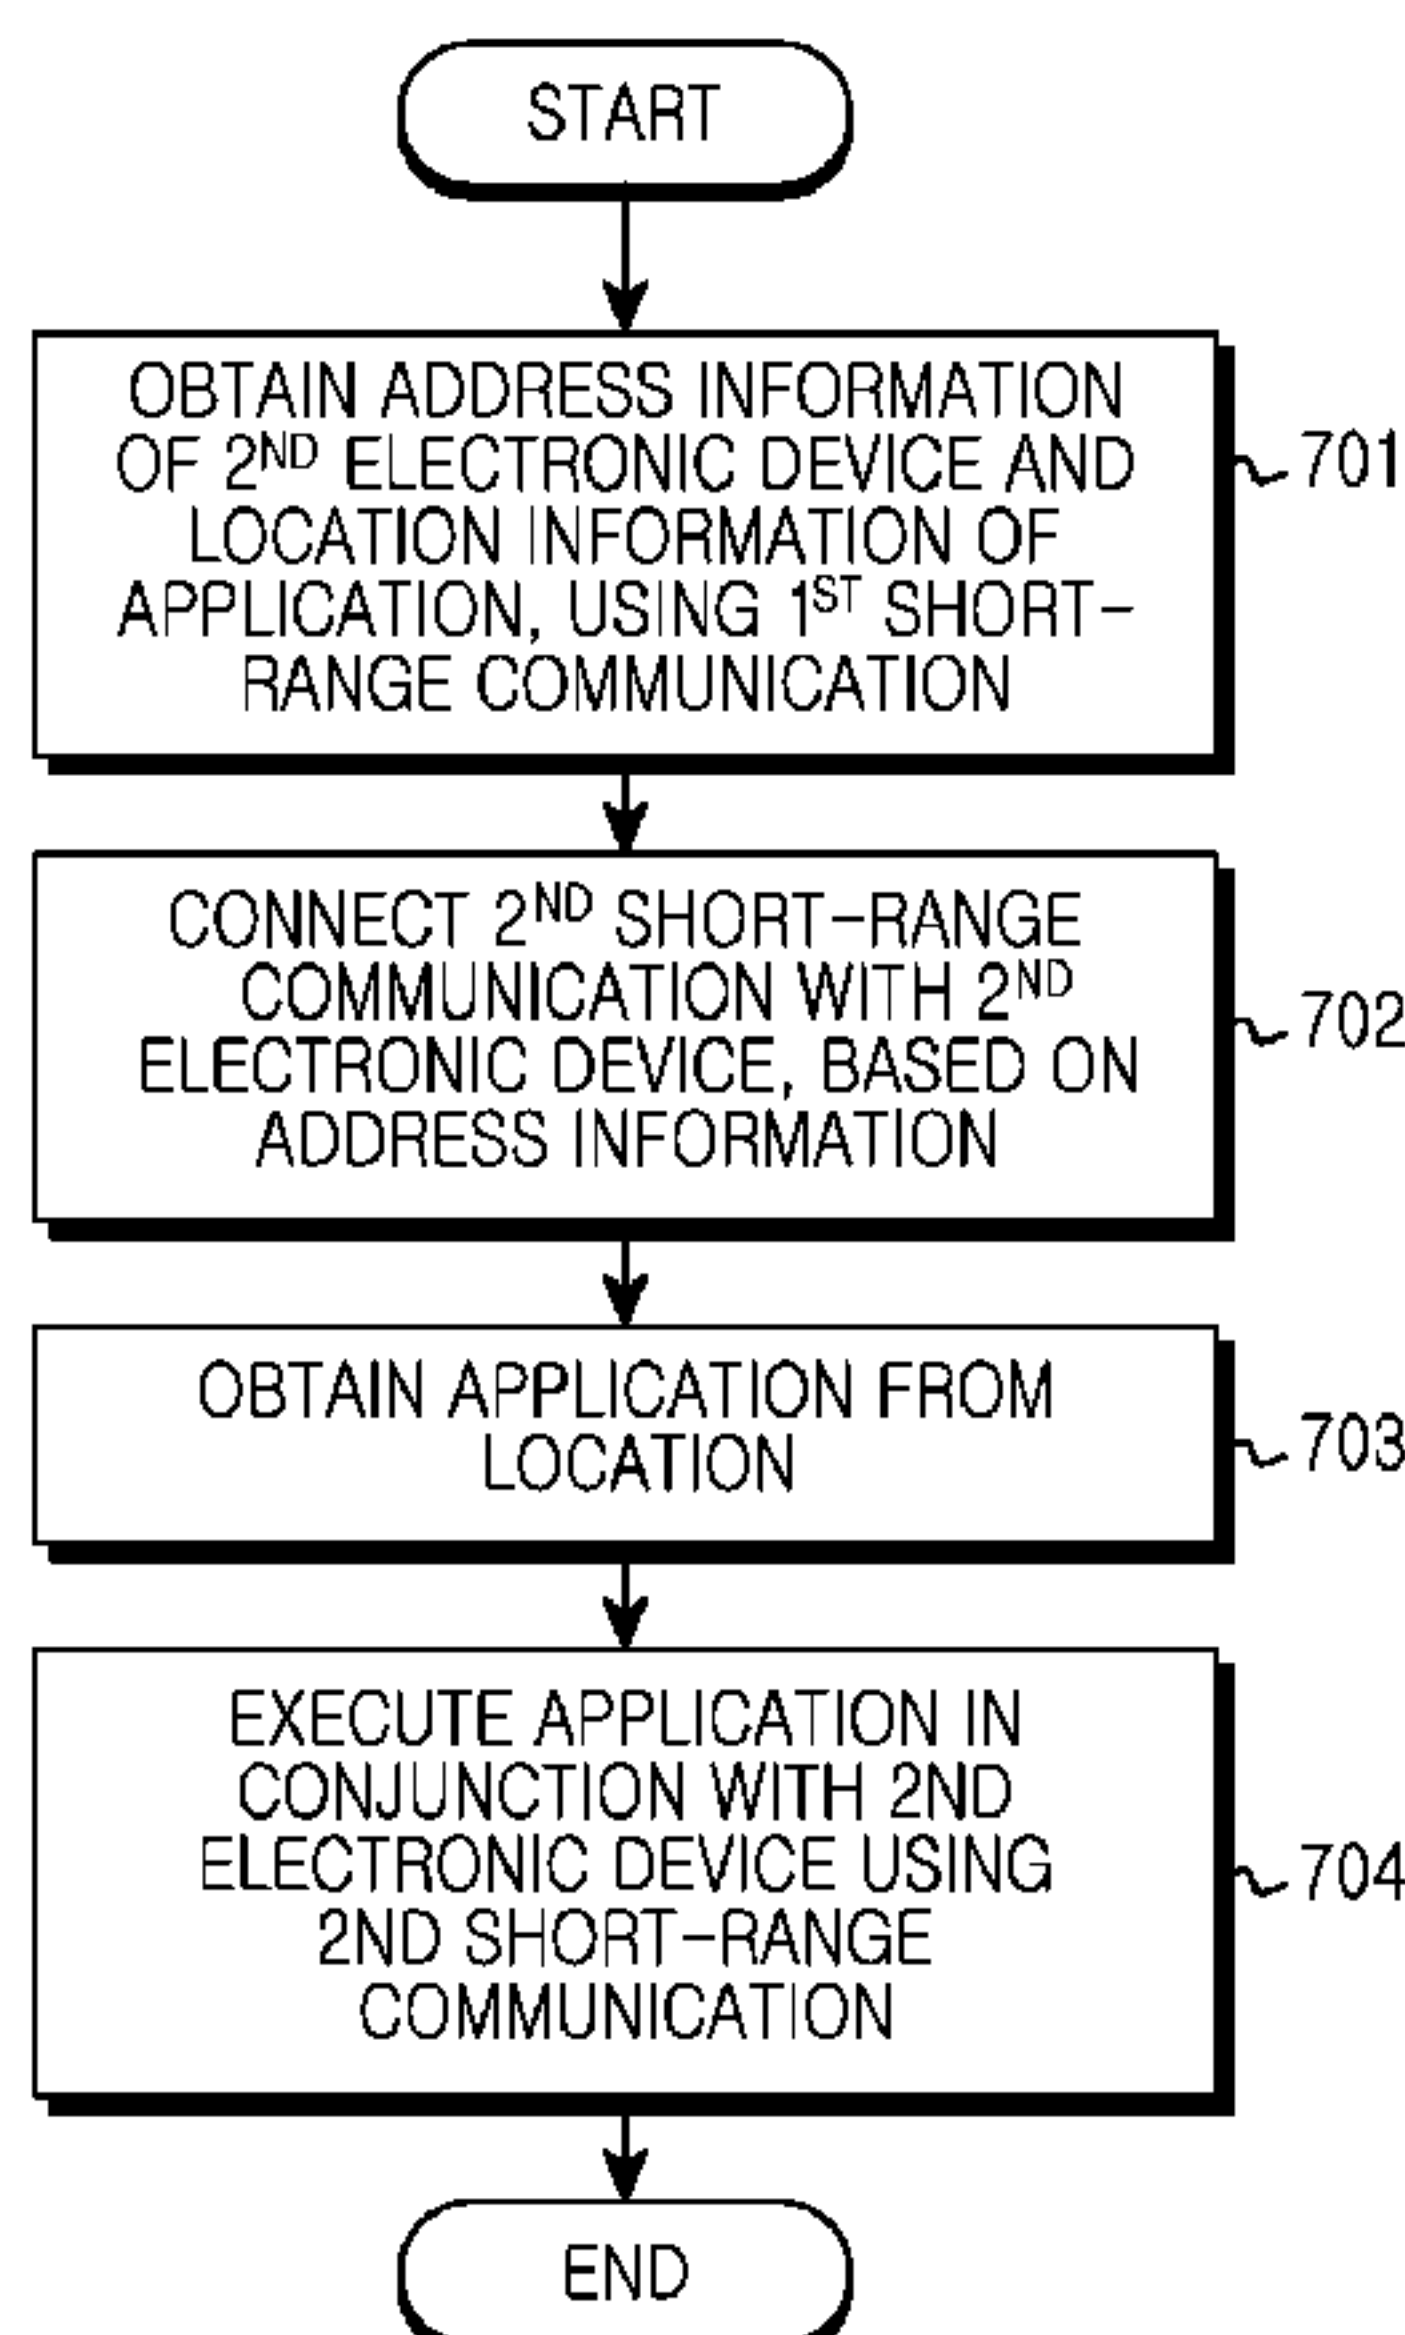 START
OBTAIN ADDRESS INFORMATION
OF 2ND ELECTRONIC DEVICE AND
LOCATION INFORMATION OF
APPLICATION, USING 1ST SHORT-
RANGE COMMUNICATION
701
CONNECT 2ND SHORT-RANGE
COMMUNICATION WITH 2ND
ELECTRONIC DEVICE, BASED ON
ADDRESS INFORMATION
702
OBTAIN APPLICATION FROM
LOCATION
703
EXECUTE APPLICATION IN
CONJUNCTION WITH 2ND
ELECTRONIC DEVICE USING
2ND SHORT-RANGE
COMMUNICATION
704
END